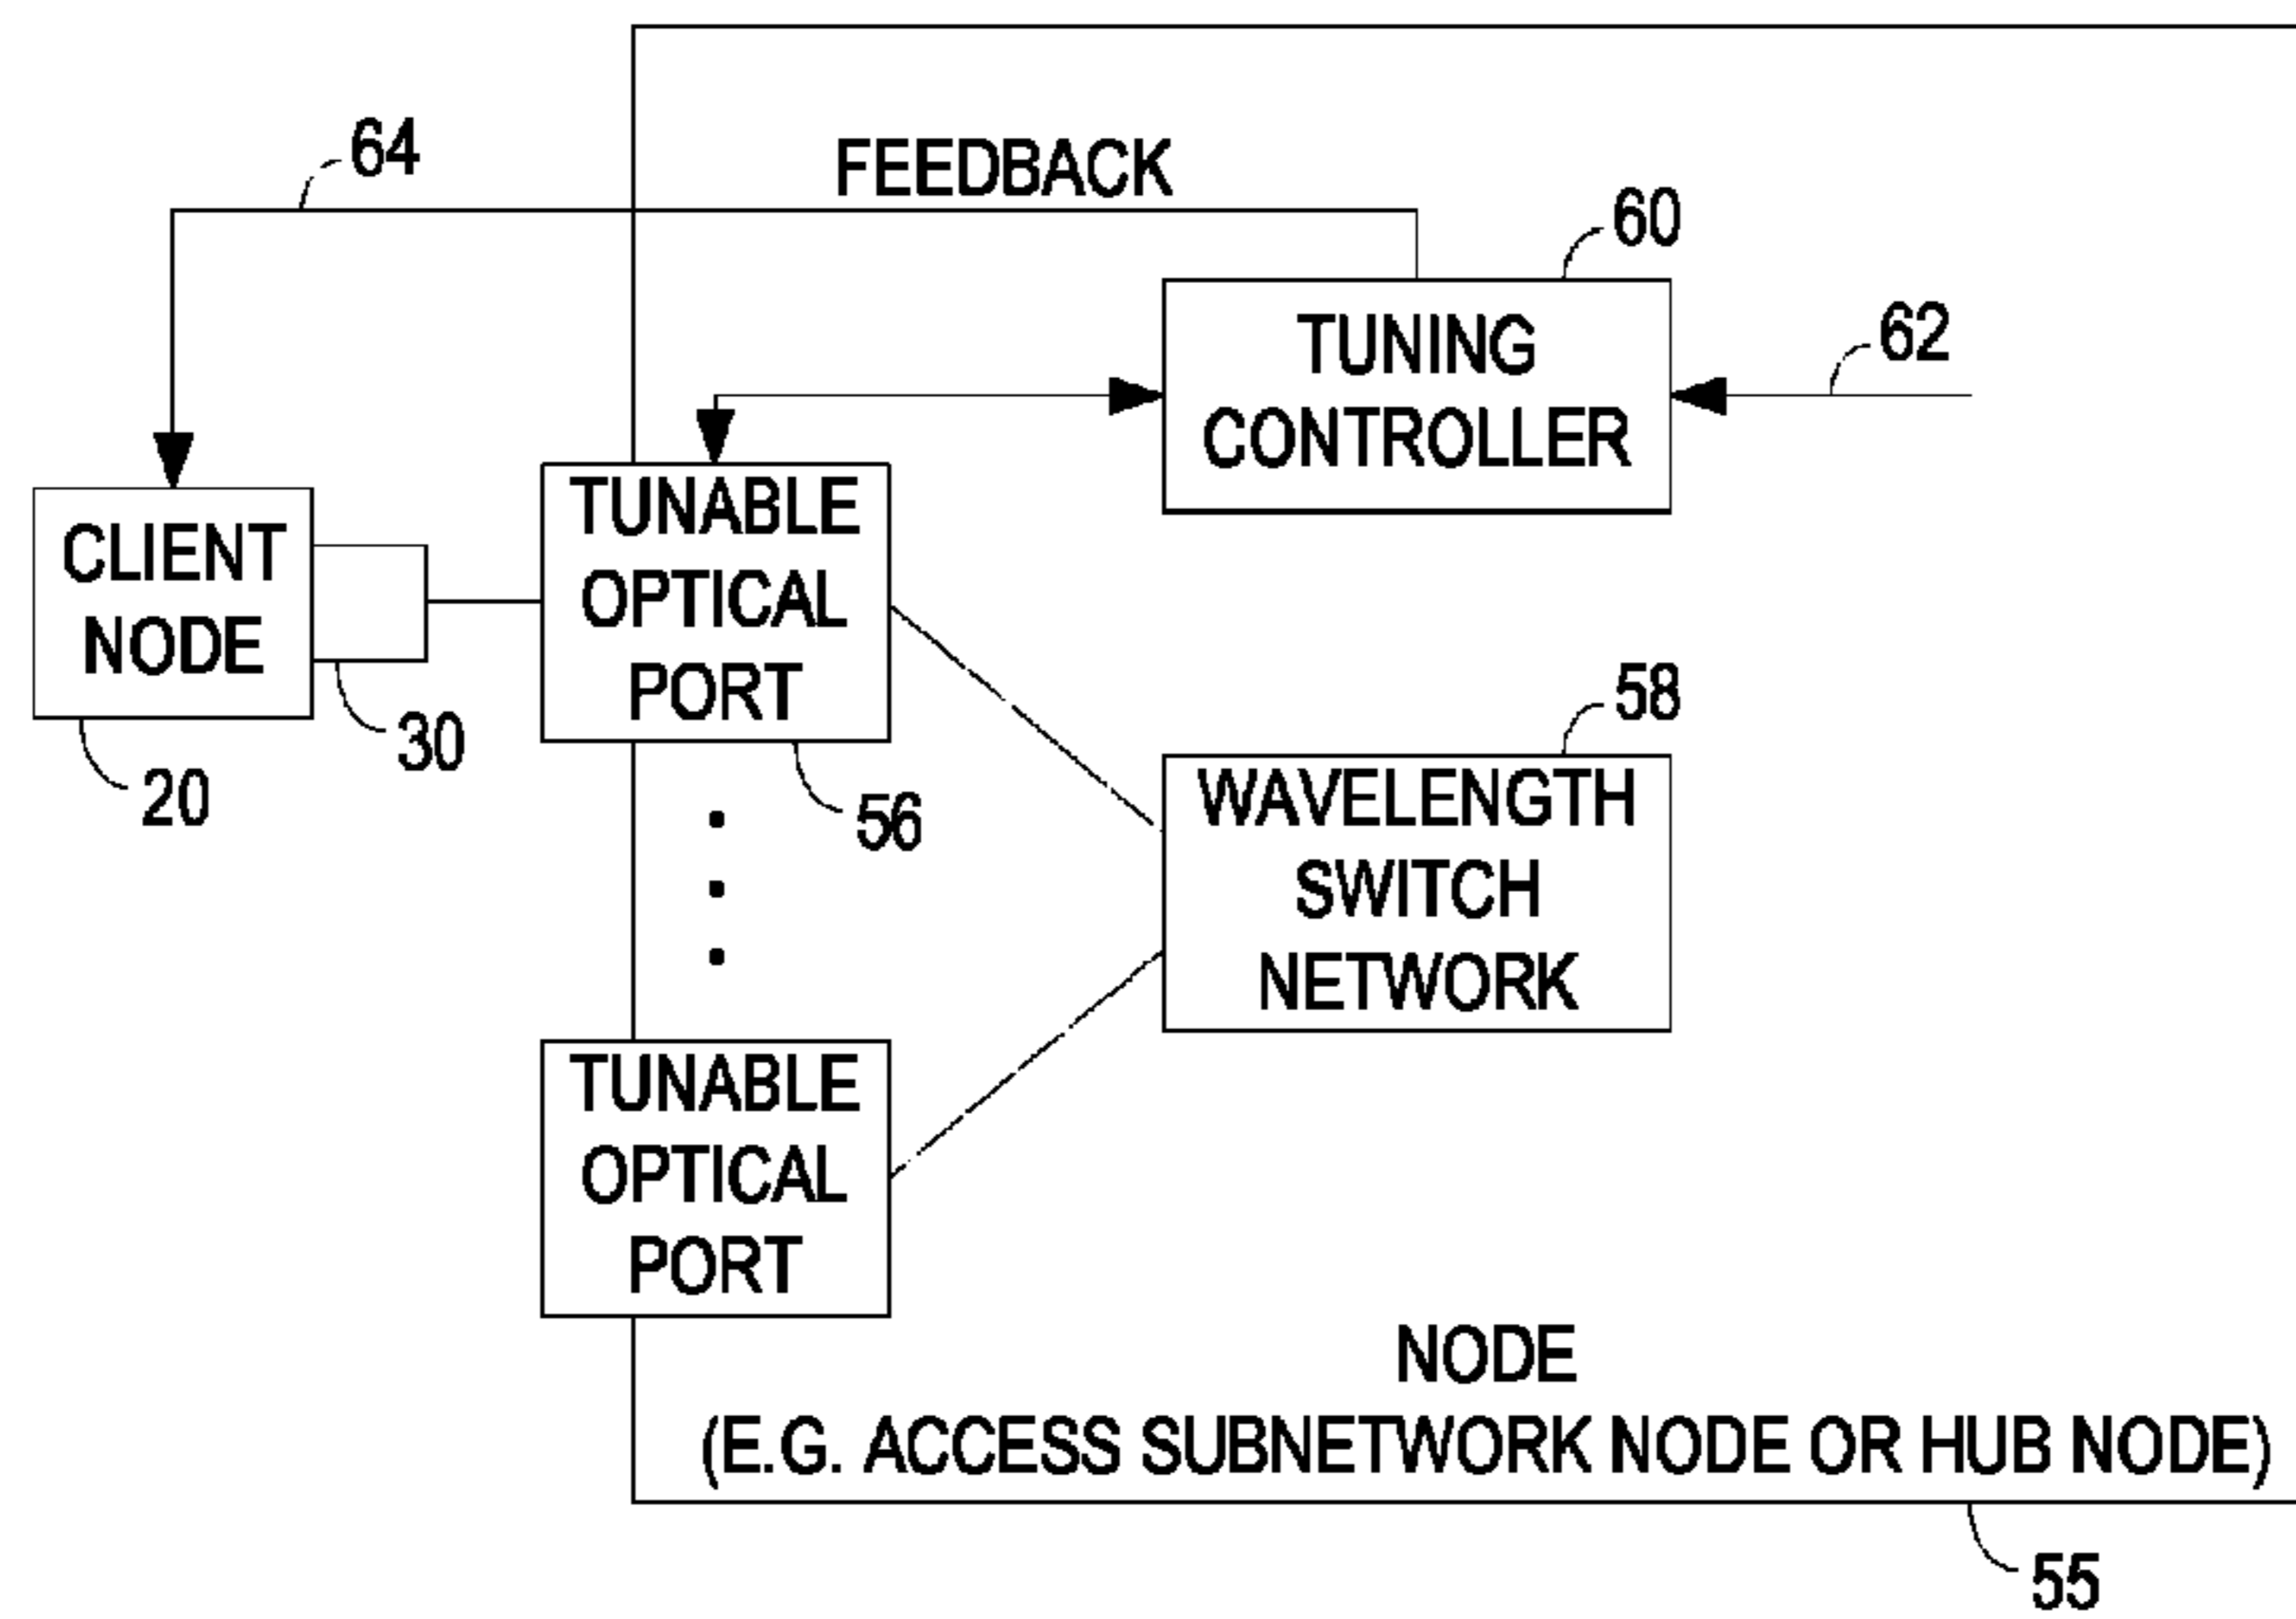 64
FEEDBACK
60
TUNING
CONTROLLER
62
CLIENT
NODE
20
30
TUNABLE
OPTICAL
PORT
56
58
WAVELENGTH
SWITCH
NETWORK
TUNABLE
OPTICAL
PORT
NODE
(E.G. ACCESS SUBNETWORK NODE OR HUB NODE)
55